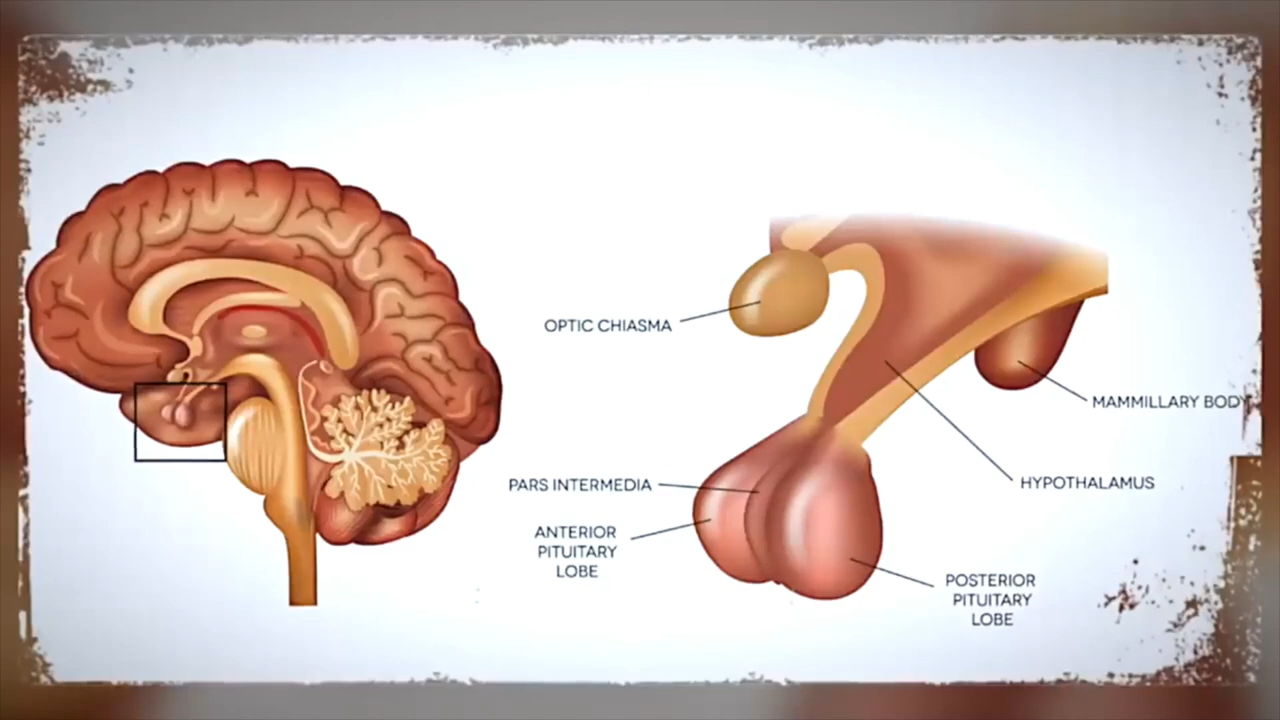 OPTIC CHIASMA
MAMMILLARY BODY
PARS INTERMEDIA
HYPOTHALAMUS
ANTERIOR
PITUITARY
LOBE
POSTERIOR
PITUITARY
LOBE